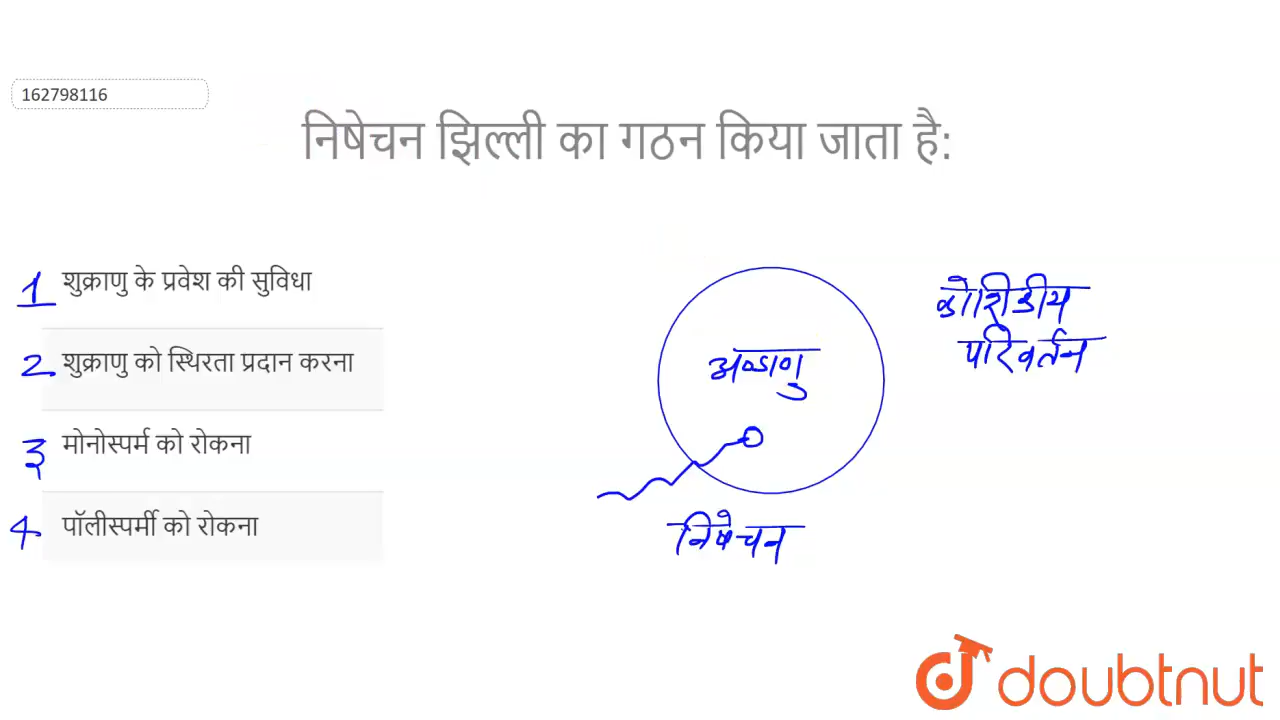 162798116
निषेचन झिल्ली का गठन किया जाता है:
1 शुक्राणु के प्रवेश की सुविधा
2 शुक्राणु को स्थिरता प्रदान करना
३ मोनोस्पर्म को रोकना
4 पॉलीस्पर्मी को रोकना
अण्डाणु
निषेचन
कोरिडीय
परिवर्तन
doubtnut